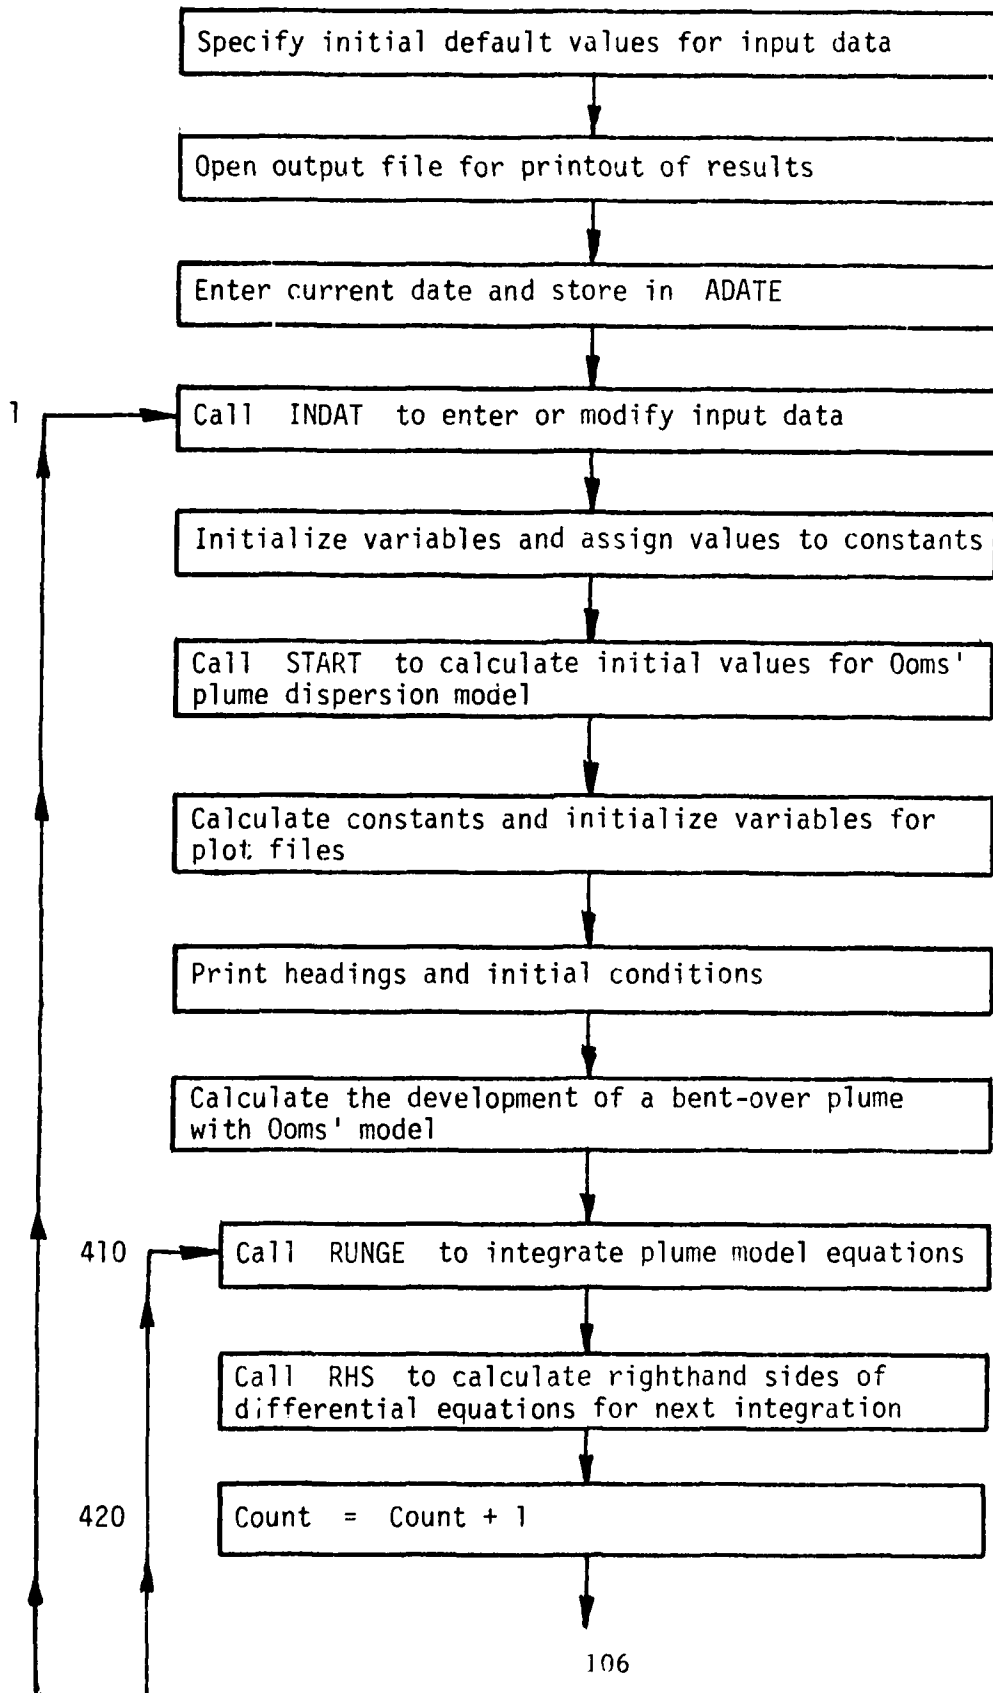 Specify initial default values for input data
Open output file for printout of results
Enter current date and store in ADATE
1
Call INDAT to enter or modify input data
Initialize variables and assign values to constants
Call START to calculate initial values for Ooms'
plume dispersion model
Calculate constants and initialize variables for
plot files
Print headings and initial conditions
Calculate the development of a bent-over plume
with Ooms' model
410
Call RUNGE to integrate plume model equations
Call RHS to calculate righthand sides of
differential equations for next integration
420
Count = Count + 1
106